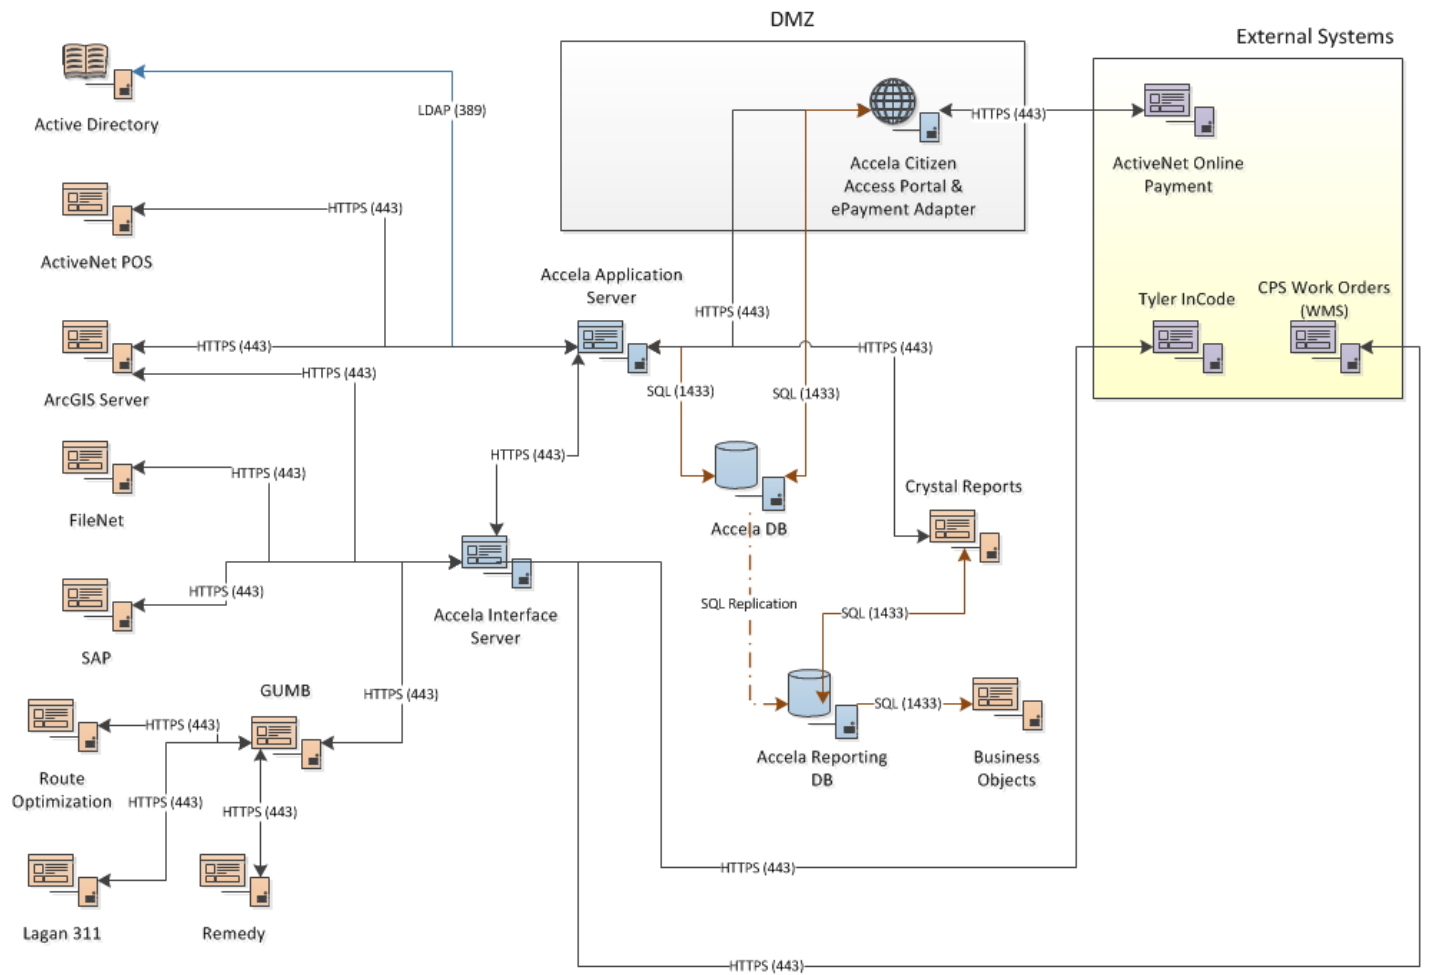 DMZ
External Systems
Active Directory
LDAP (389)
HTTPS (443)
Accela Citizen
Access Portal &
ePayment Adapter
ActiveNet Online
Payment
HTTPS (443)
ActiveNet POS
Accela Application
Server
HTTPS (443)
Tyler InCode
CPS Work Orders
(WMS)
HTTPS (443)
HTTPS (443)
HTTPS (443)
ArcGIS Server
SQL (1433)
SQL (1433)
HTTPS (443)
HTTPS (443)
FileNet
Crystal Reports
Accela DB
HTTPS (443)
SAP
Accela Interface
Server
SQL Replication
SQL (1433)
GUMB
HTTPS (443)
HTTPS (443)
SQL (1433)
Route
Optimization
Accela Reporting
DB
Business
Objects
HTTPS (443)
HTTPS (443)
HTTPS (443)
Lagan 311
Remedy
HTTPS (443)